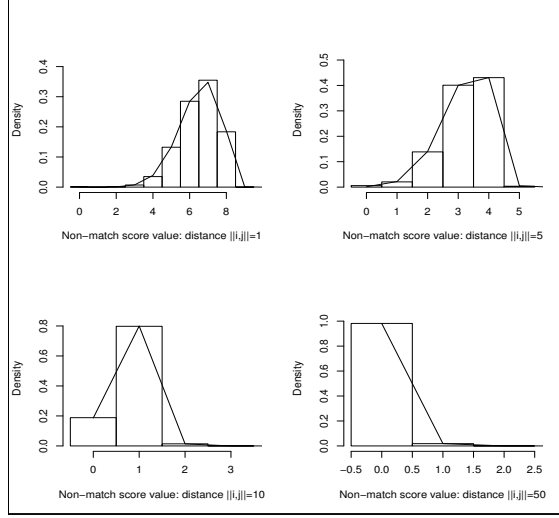 0.0 0.1 0.2 0.3 0.4
Density
0 2 4 6 8
Non−match score value: distance ||i,j||=1
0.0 0.1 0.2 0.3 0.4 0.5
Density
0 1 2 3 4 5
Non−match score value: distance ||i,j||=5
0.0 0.2 0.4 0.6 0.8
Density
0 1 2 3
Non−match score value: distance ||i,j||=10
0.0 0.2 0.4 0.6 0.8 1.0
Density
−0.5 0.0 0.5 1.0 1.5 2.0 2.5
Non−match score value: distance ||i,j||=50